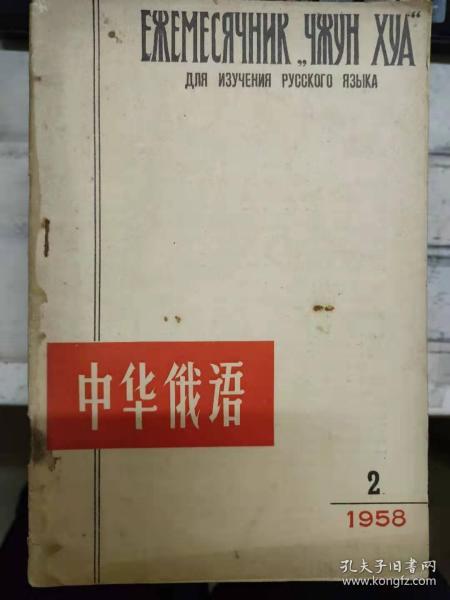 ЕЖЕМЕСЯЧНИК „ЧЖУН ХУА“
ДЛЯ ИЗУЧЕНИЯ РУССКОГО ЯЗЫКА
中华俄语
2
1958
孔夫子旧书网
www.kongfz.com